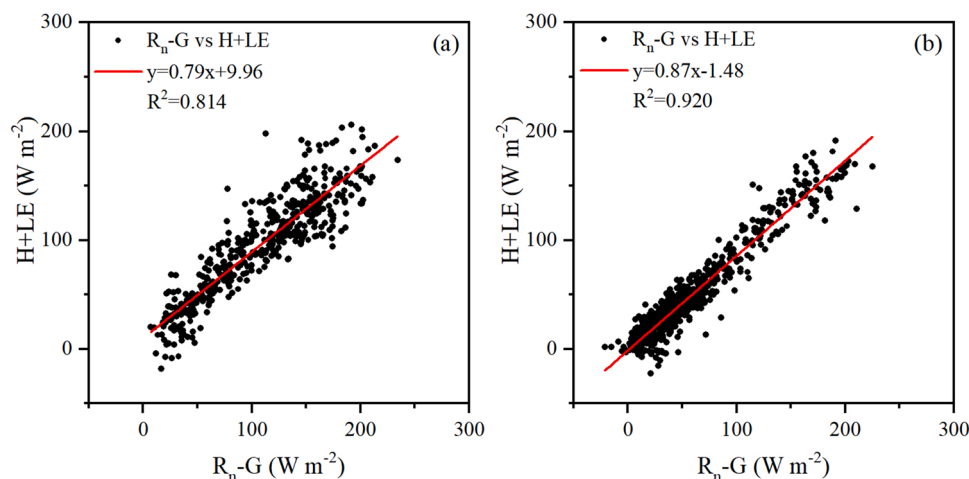 300
200
100
0
H+LE (W m⁻²)
Rₙ-G vs H+LE
y=0.79x+9.96
R²=0.814
(a)
0
100
200
300
Rₙ-G (W m⁻²)
300
200
100
0
H+LE (W m⁻²)
Rₙ-G vs H+LE
y=0.87x-1.48
R²=0.920
(b)
0
100
200
300
Rₙ-G (W m⁻²)